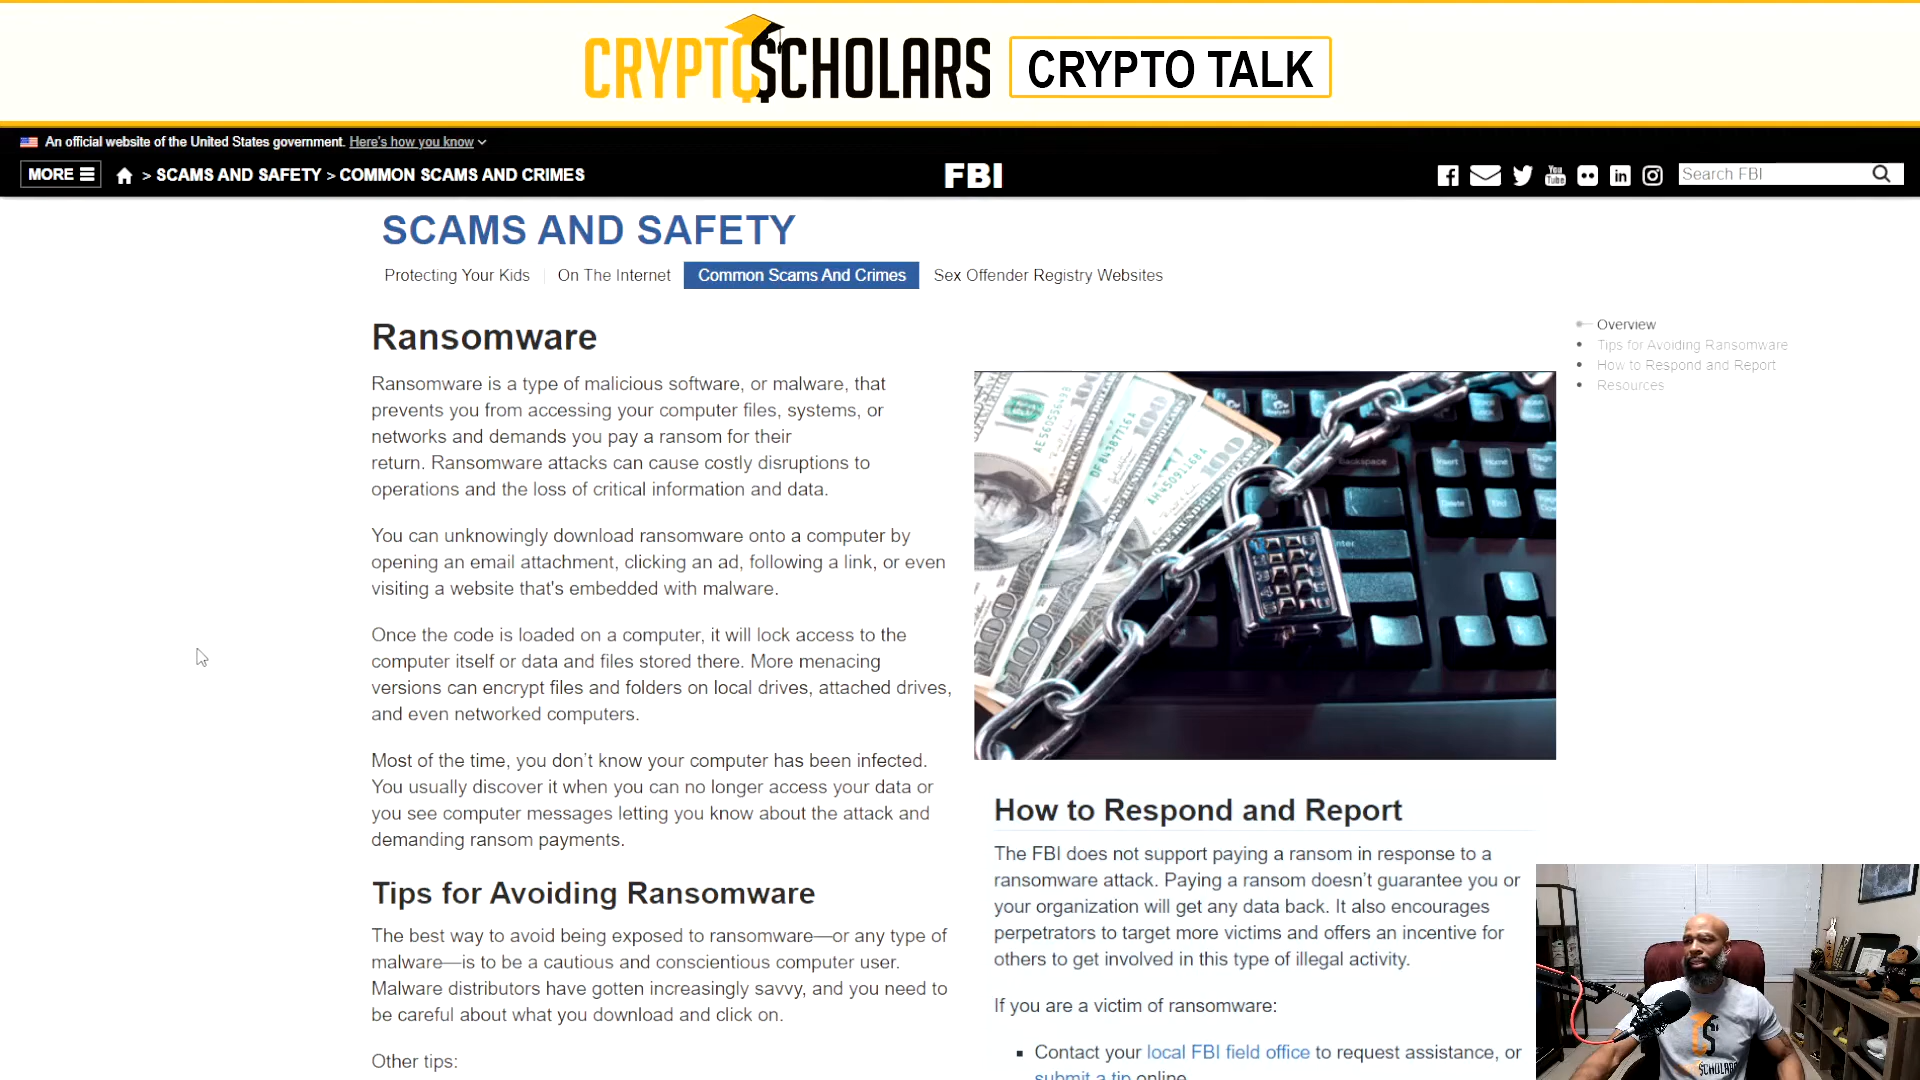 CRYPTO SCHOLARS CRYPTO TALK
An official website of the United States government. Here's how you know
MORE > SCAMS AND SAFETY > COMMON SCAMS AND CRIMES
FBI
Search FBI
SCAMS AND SAFETY
Protecting Your Kids
On The Internet
Common Scams And Crimes
Sex Offender Registry Websites
Ransomware
Ransomware is a type of malicious software, or malware, that
prevents you from accessing your computer files, systems, or
networks and demands you pay a ransom for their
return. Ransomware attacks can cause costly disruptions to
operations and the loss of critical information and data.
You can unknowingly download ransomware onto a computer by
opening an email attachment, clicking an ad, following a link, or even
visiting a website that's embedded with malware.
Once the code is loaded on a computer, it will lock access to the
computer itself or data and files stored there. More menacing
versions can encrypt files and folders on local drives, attached drives,
and even networked computers.
Most of the time, you don’t know your computer has been infected.
You usually discover it when you can no longer access your data or
you see computer messages letting you know about the attack and
demanding ransom payments.
Tips for Avoiding Ransomware
The best way to avoid being exposed to ransomware—or any type of
malware—is to be a cautious and conscientious computer user.
Malware distributors have gotten increasingly savvy, and you need to
be careful about what you download and click on.
Other tips:
Overview
Tips for Avoiding Ransomware
How to Respond and Report
Resources
How to Respond and Report
The FBI does not support paying a ransom in response to a
ransomware attack. Paying a ransom doesn’t guarantee you or
your organization will get any data back. It also encourages
perpetrators to target more victims and offers an incentive for
others to get involved in this type of illegal activity.
If you are a victim of ransomware:
Contact your local FBI field office to request assistance, or
submit a tip online